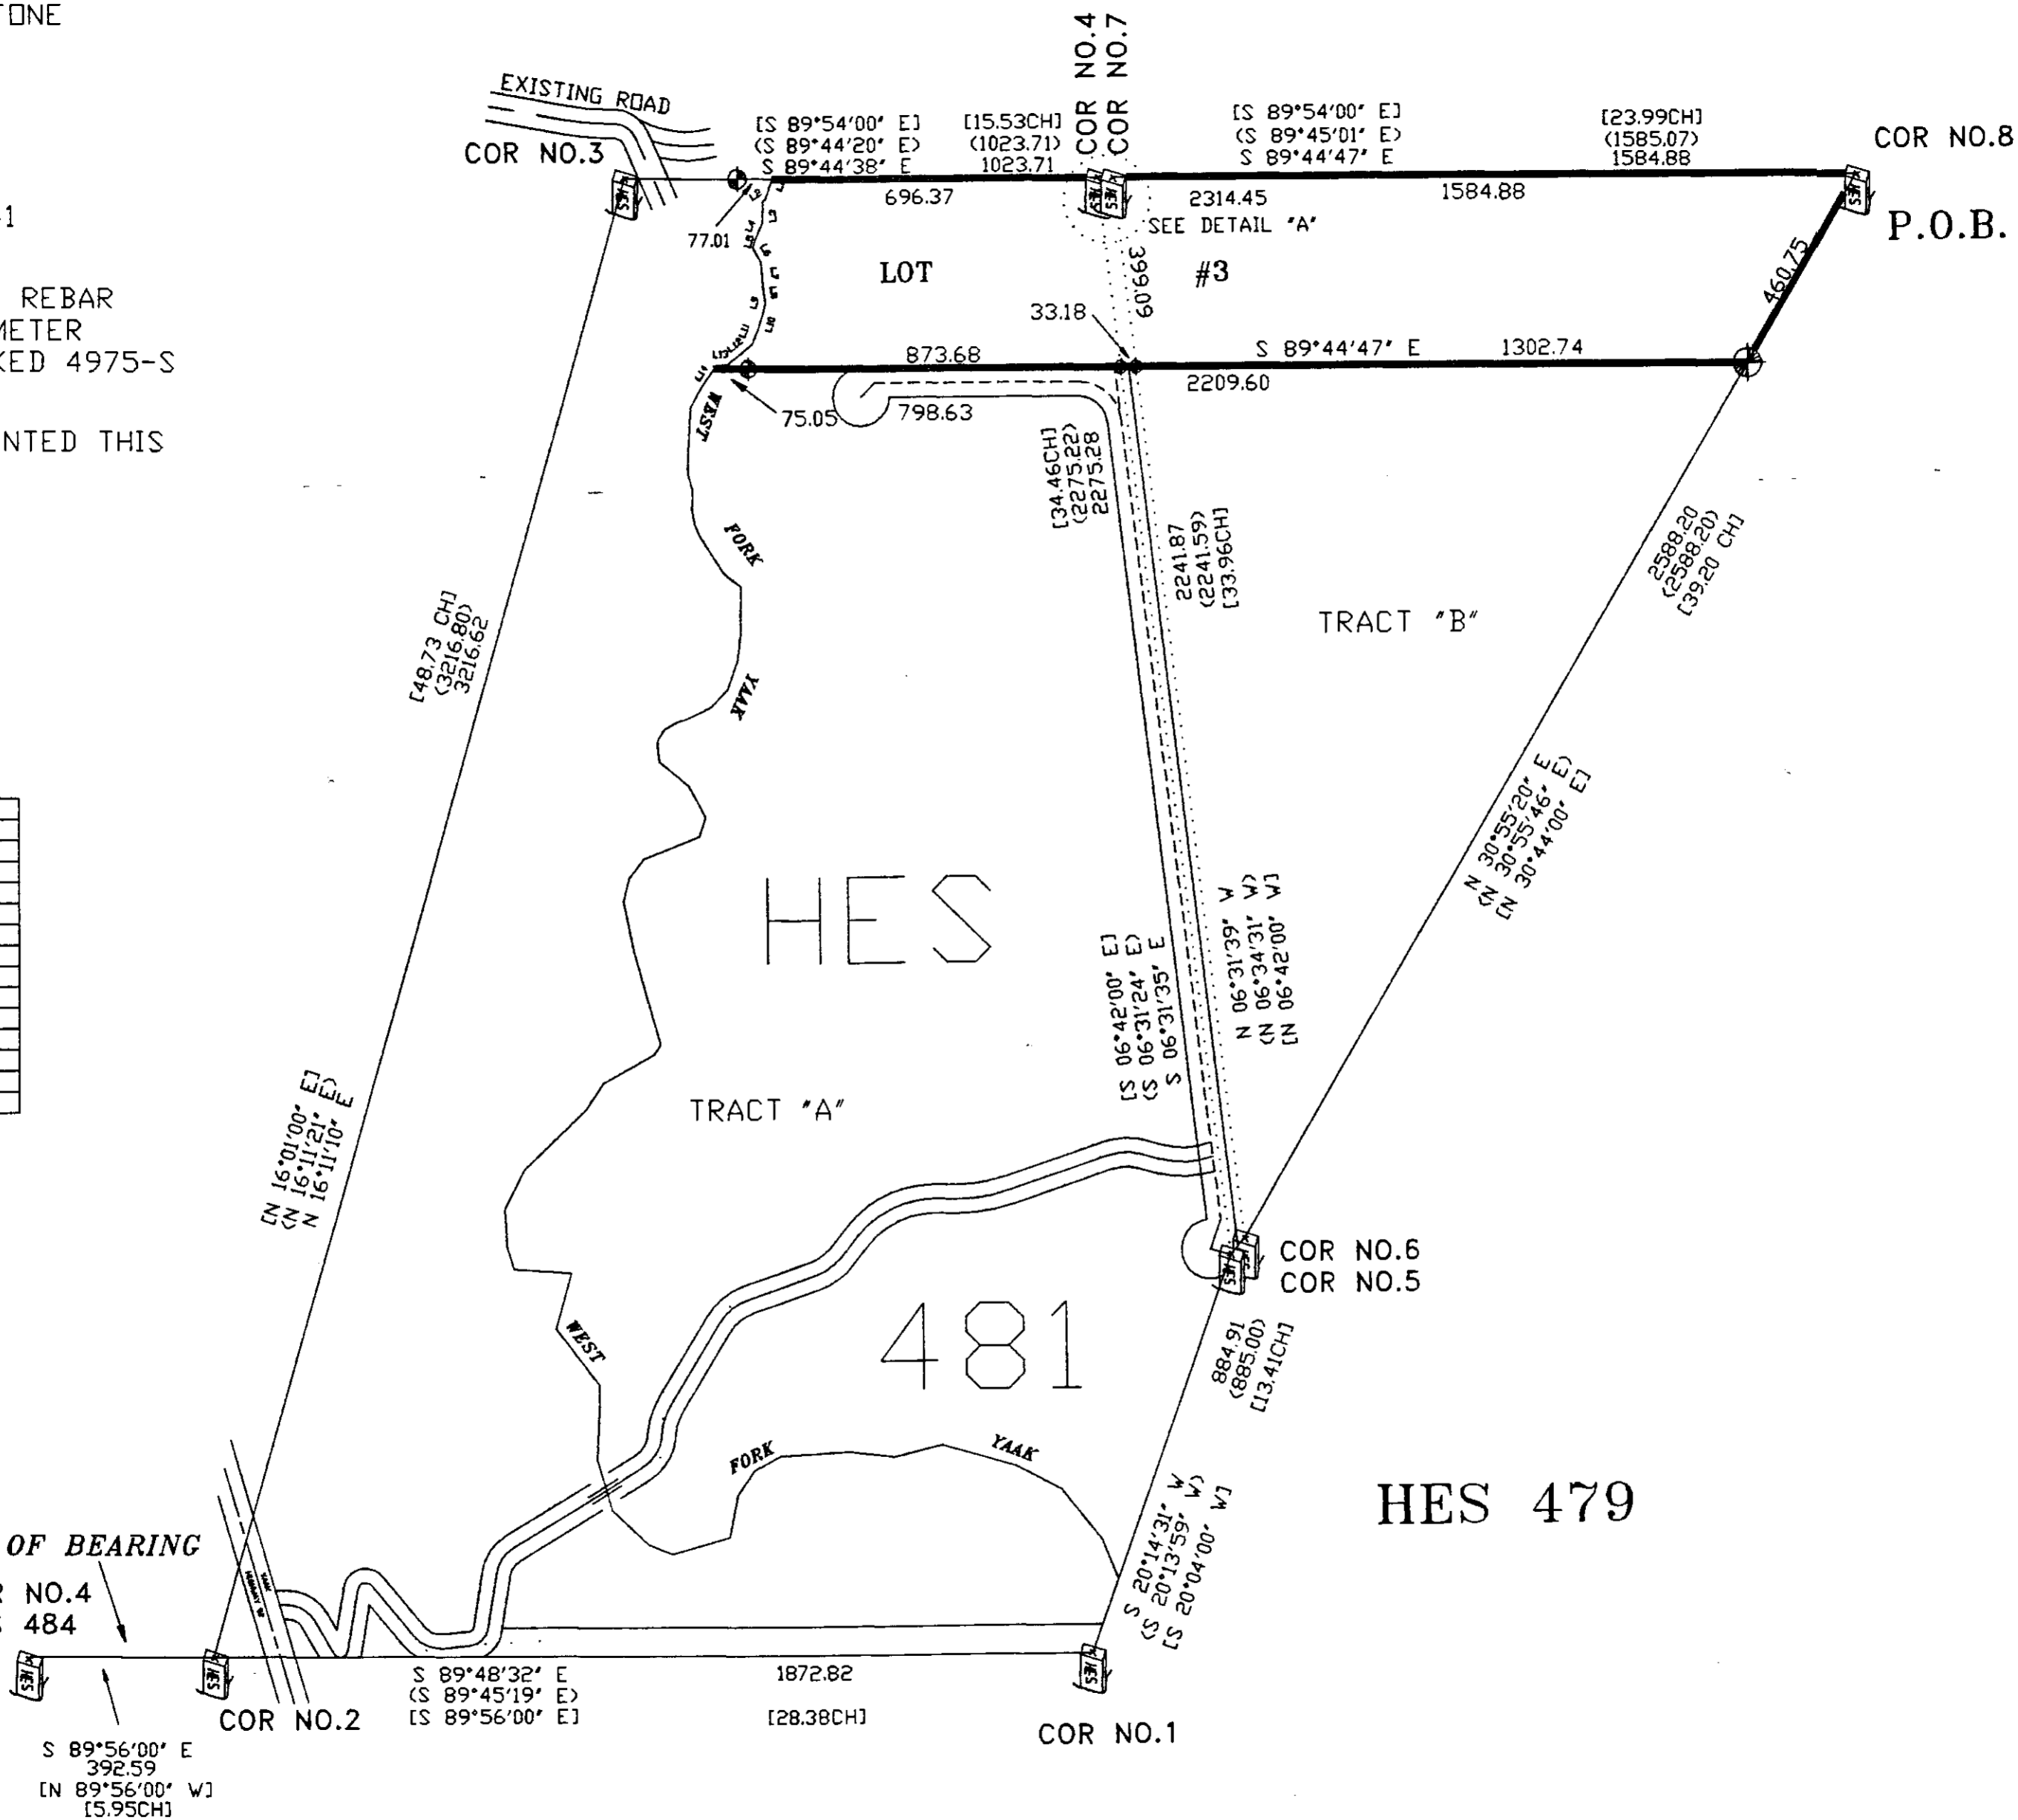 TONE
COR NO.4
COR NO.7
EXISTING ROAD
COR NO.3
[S 89°54'00" E] [15.53CH]
(S 89°44'20" E) (1023.71)
S 89°44'38" E 1023.71
[S 89°54'00" E] [23.99CH]
(S 89°45'01" E) (1585.07)
S 89°44'47" E 1584.88
COR NO.8
P.O.B.
696.37
2314.45
1584.88
SEE DETAIL "A"
77.01
LOT #3
399.09
33.18
460.75
1
REBAR
METER
KED 4975-S
NTED THIS
873.68
S 89°44'47" E 1302.74
2209.60
75.05
798.63
WEST
FORK
YAAK
[34.46CH]
(2275.22)
2275.28
2241.87
(2241.59)
[33.96CH]
2588.20
(2588.20)
[39.20 CH]
TRACT "B"
[48.73 CH]
(3216.80)
3216.62
N 30°55'20" E
(N 30°55'46" E)
[N 30°44'00" E]
HES
[S 06°42'00" E]
(S 06°31'24" E)
S 06°31'35" E
N 06°31'39" W
(N 06°34'31" W)
[N 06°42'00" W]
TRACT "A"
[N 16°01'00" E]
(N 16°11'21" E)
N 16°11'10" E
COR NO.6
COR NO.5
481
WEST
FORK
YAAK
884.91
(885.00)
[13.41CH]
S 20°14'31" W
(S 20°13'59" W)
[S 20°04'00" W]
HES 479
OF BEARING
NO.4
484
YAAK
HIGHWAY 92
HES
HES
HES
HES
HES
HES
HES
S 89°48'32" E 1872.82
(S 89°45'19" E)
[S 89°56'00" E] [28.38CH]
COR NO.2
COR NO.1
S 89°56'00" E
392.59
[N 89°56'00" W]
[5.95CH]